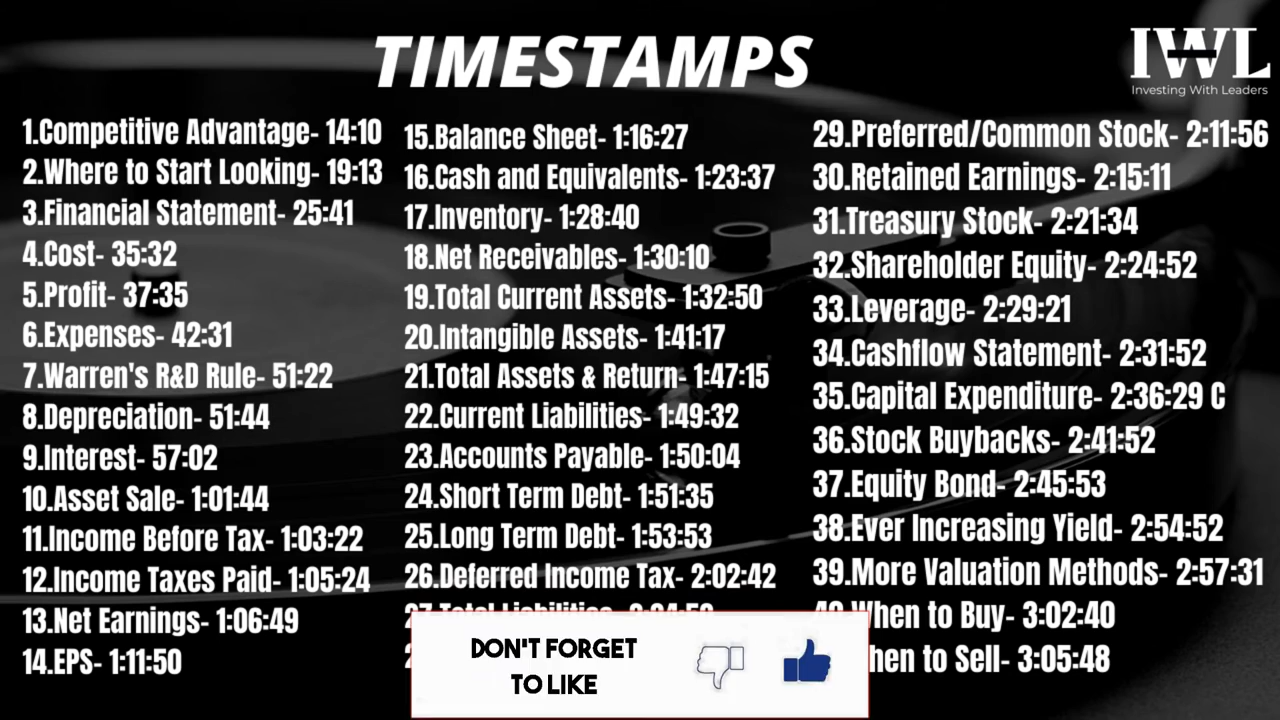 TIMESTAMPS
IWL
Investing With Leaders
1.Competitive Advantage- 14:10
2.Where to Start Looking- 19:13
3.Financial Statement- 25:41
4.Cost- 35:32
5.Profit- 37:35
6.Expenses- 42:31
7.Warren's R&D Rule- 51:22
8.Depreciation- 51:44
9.Interest- 57:02
10.Asset Sale- 1:01:44
11.Income Before Tax- 1:03:22
12.Income Taxes Paid- 1:05:24
13.Net Earnings- 1:06:49
14.EPS- 1:11:50
15.Balance Sheet- 1:16:27
16.Cash and Equivalents- 1:23:37
17.Inventory- 1:28:40
18.Net Receivables- 1:30:10
19.Total Current Assets- 1:32:50
20.Intangible Assets- 1:41:17
21.Total Assets & Return- 1:47:15
22.Current Liabilities- 1:49:32
23.Accounts Payable- 1:50:04
24.Short Term Debt- 1:51:35
25.Long Term Debt- 1:53:53
26.Deferred Income Tax- 2:02:42
27.Total Liabilities-
29.Preferred/Common Stock- 2:11:56
30.Retained Earnings- 2:15:11
31.Treasury Stock- 2:21:34
32.Shareholder Equity- 2:24:52
33.Leverage- 2:29:21
34.Cashflow Statement- 2:31:52
35.Capital Expenditure- 2:36:29 C
36.Stock Buybacks- 2:41:52
37.Equity Bond- 2:45:53
38.Ever Increasing Yield- 2:54:52
39.More Valuation Methods- 2:57:31
40.When to Buy- 3:02:40
hen to Sell- 3:05:48
DON'T FORGET
TO LIKE